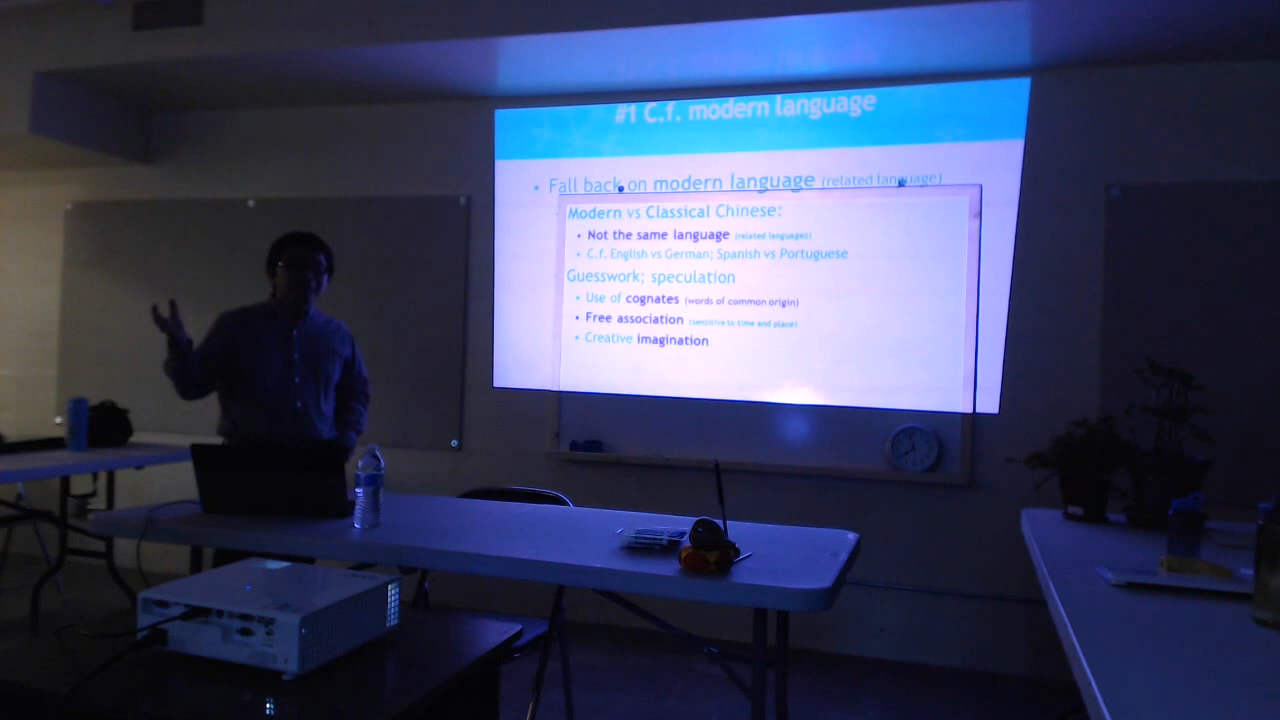 #1 C.f. modern language
• Fall back on modern language (related language)
Modern vs Classical Chinese:
• Not the same language (related languages)
• C.f. English vs German; Spanish vs Portuguese
Guesswork; speculation
• Use of cognates (words of common origin)
• Free association (sensitive to time and place)
• Creative imagination